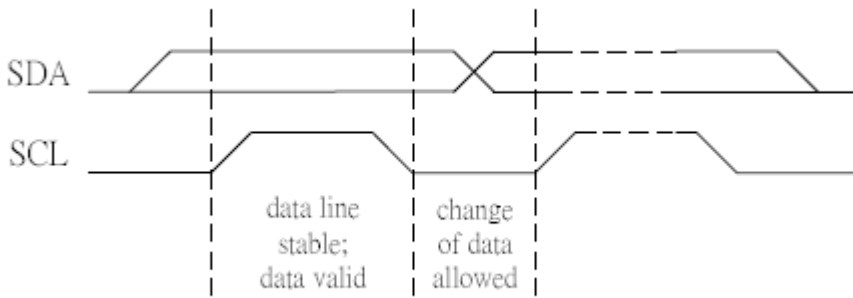 SDA
SCL
data line
stable;
data valid
change
of data
allowed